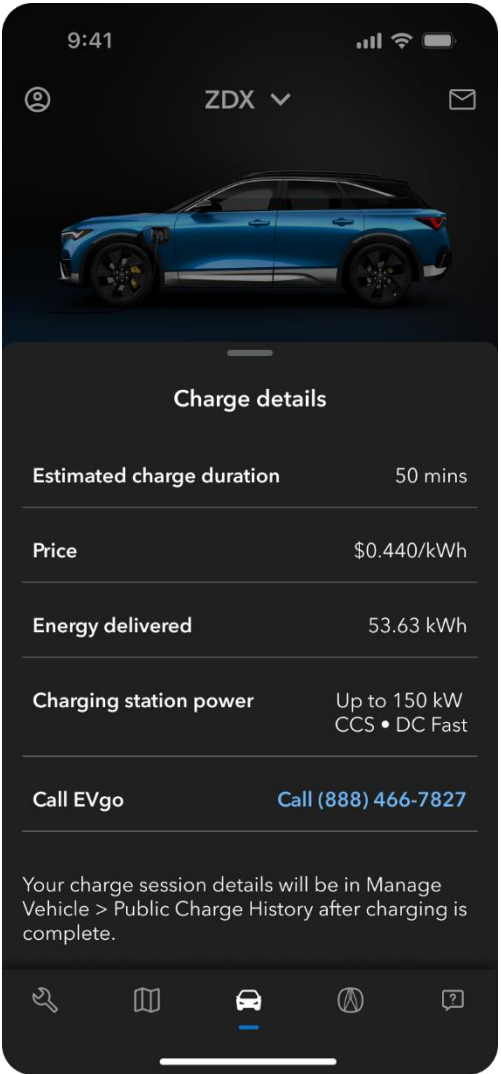 9:41
ZDX
Charge details
Estimated charge duration 50 mins
Price $0.440/kWh
Energy delivered 53.63 kWh
Charging station power Up to 150 kW
CCS • DC Fast
Call EVgo Call (888) 466-7827
Your charge session details will be in Manage
Vehicle > Public Charge History after charging is
complete.
?